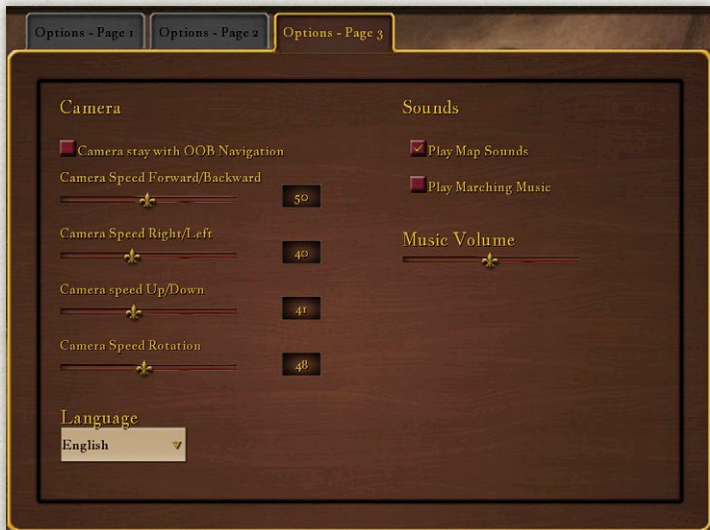 Options - Page 1
Options - Page 2
Options - Page 3
Camera
Camera stay with OOB Navigation
Camera Speed Forward/Backward
50
Camera Speed Right/Left
40
Camera speed Up/Down
41
Camera Speed Rotation
48
Language
English
Sounds
Play Map Sounds
Play Marching Music
Music Volume